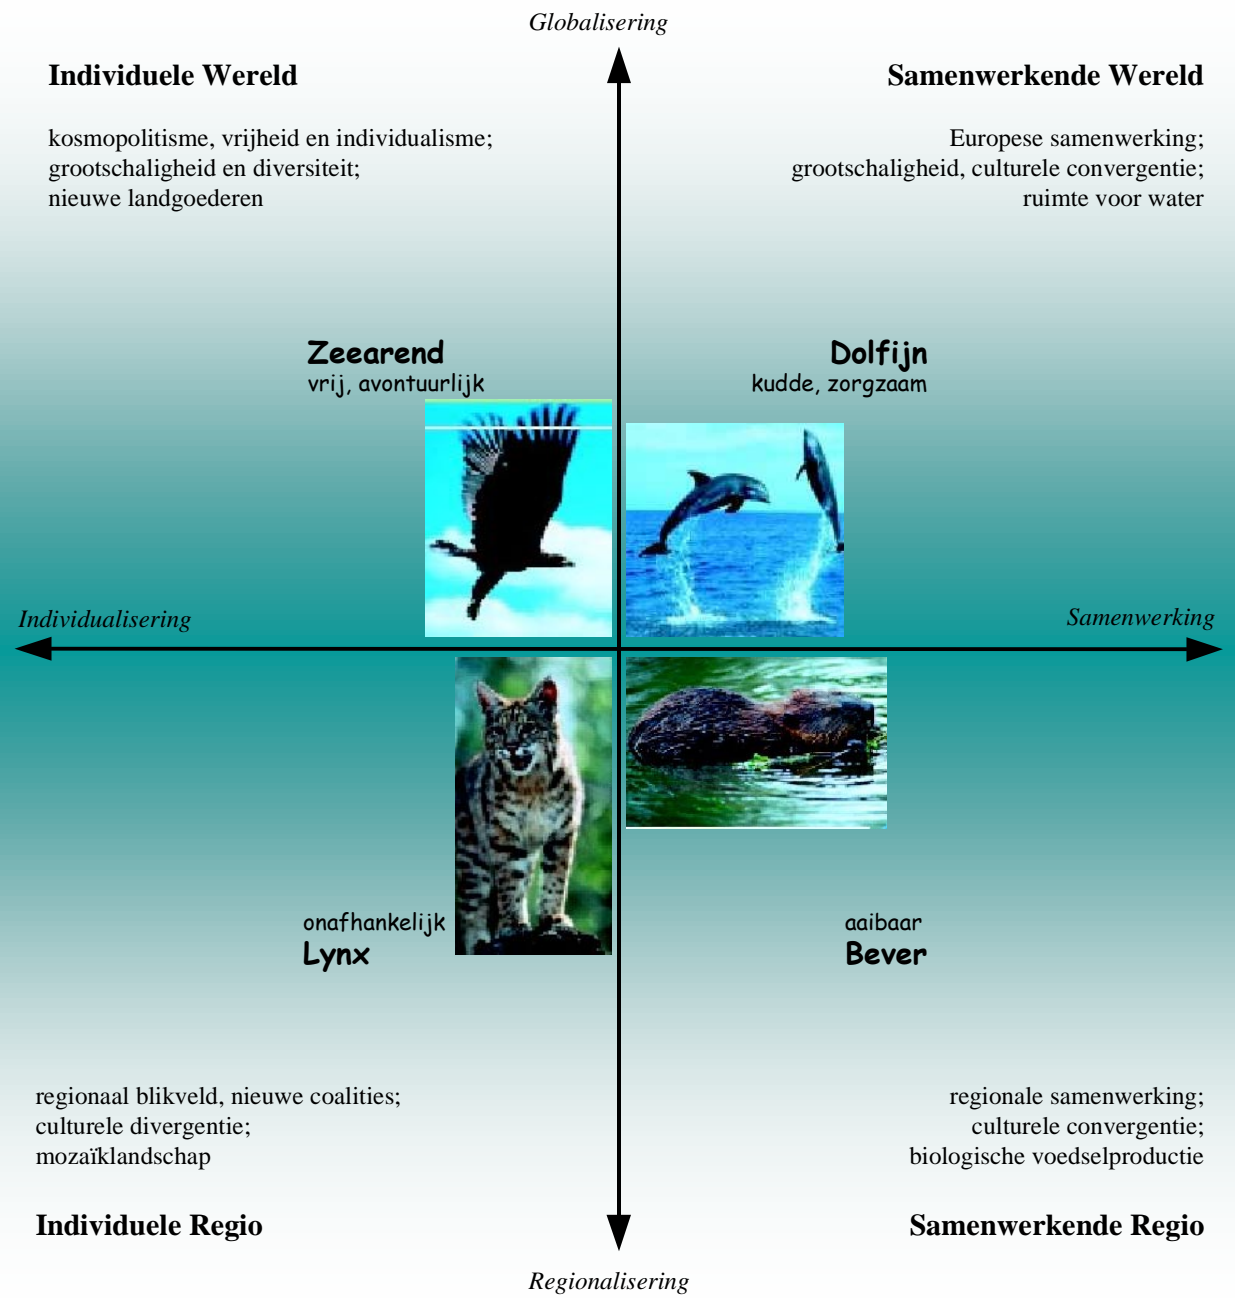 Globalisering
Individuele Wereld
kosmopolitisme, vrijheid en individualisme;
grootschaligheid en diversiteit;
nieuwe landgoederen
Samenwerkende Wereld
Europese samenwerking;
grootschaligheid, culturele convergentie;
ruimte voor water
Zeearend
vrij, avontuurlijk
Dolfijn
kudde, zorgzaam
Individualisering
Samenwerking
onafhankelijk
Lynx
aaibaar
Bever
regionaal blikveld, nieuwe coalities;
culturele divergentie;
mozaïklandschap
Individuele Regio
regionale samenwerking;
culturele convergentie;
biologische voedselproductie
Samenwerkende Regio
Regionalisering